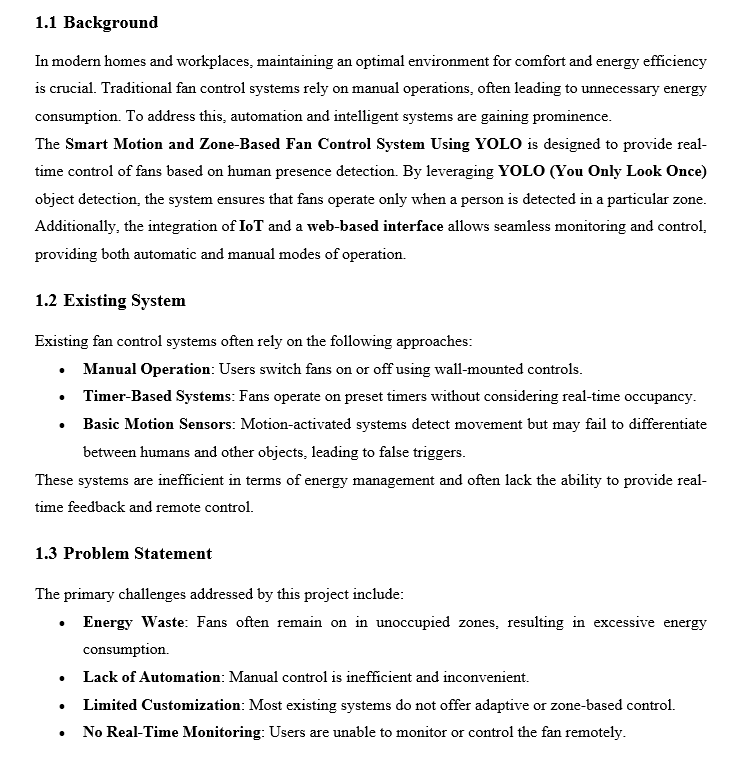 1.1 Background
In modern homes and workplaces, maintaining an optimal environment for comfort and energy efficiency
is crucial. Traditional fan control systems rely on manual operations, often leading to unnecessary energy
consumption. To address this, automation and intelligent systems are gaining prominence.
The Smart Motion and Zone-Based Fan Control System Using YOLO is designed to provide real-
time control of fans based on human presence detection. By leveraging YOLO (You Only Look Once)
object detection, the system ensures that fans operate only when a person is detected in a particular zone.
Additionally, the integration of IoT and a web-based interface allows seamless monitoring and control,
providing both automatic and manual modes of operation.
1.2 Existing System
Existing fan control systems often rely on the following approaches:
• Manual Operation: Users switch fans on or off using wall-mounted controls.
• Timer-Based Systems: Fans operate on preset timers without considering real-time occupancy.
• Basic Motion Sensors: Motion-activated systems detect movement but may fail to differentiate
between humans and other objects, leading to false triggers.
These systems are inefficient in terms of energy management and often lack the ability to provide real-
time feedback and remote control.
1.3 Problem Statement
The primary challenges addressed by this project include:
• Energy Waste: Fans often remain on in unoccupied zones, resulting in excessive energy
consumption.
• Lack of Automation: Manual control is inefficient and inconvenient.
• Limited Customization: Most existing systems do not offer adaptive or zone-based control.
• No Real-Time Monitoring: Users are unable to monitor or control the fan remotely.